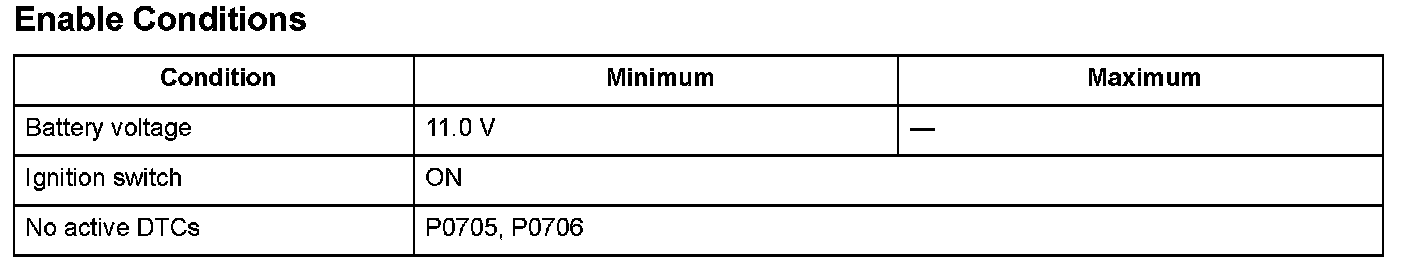 Enable Conditions
Condition Minimum Maximum
Battery voltage 11.0 V —
Ignition switch ON
No active DTCs P0705, P0706